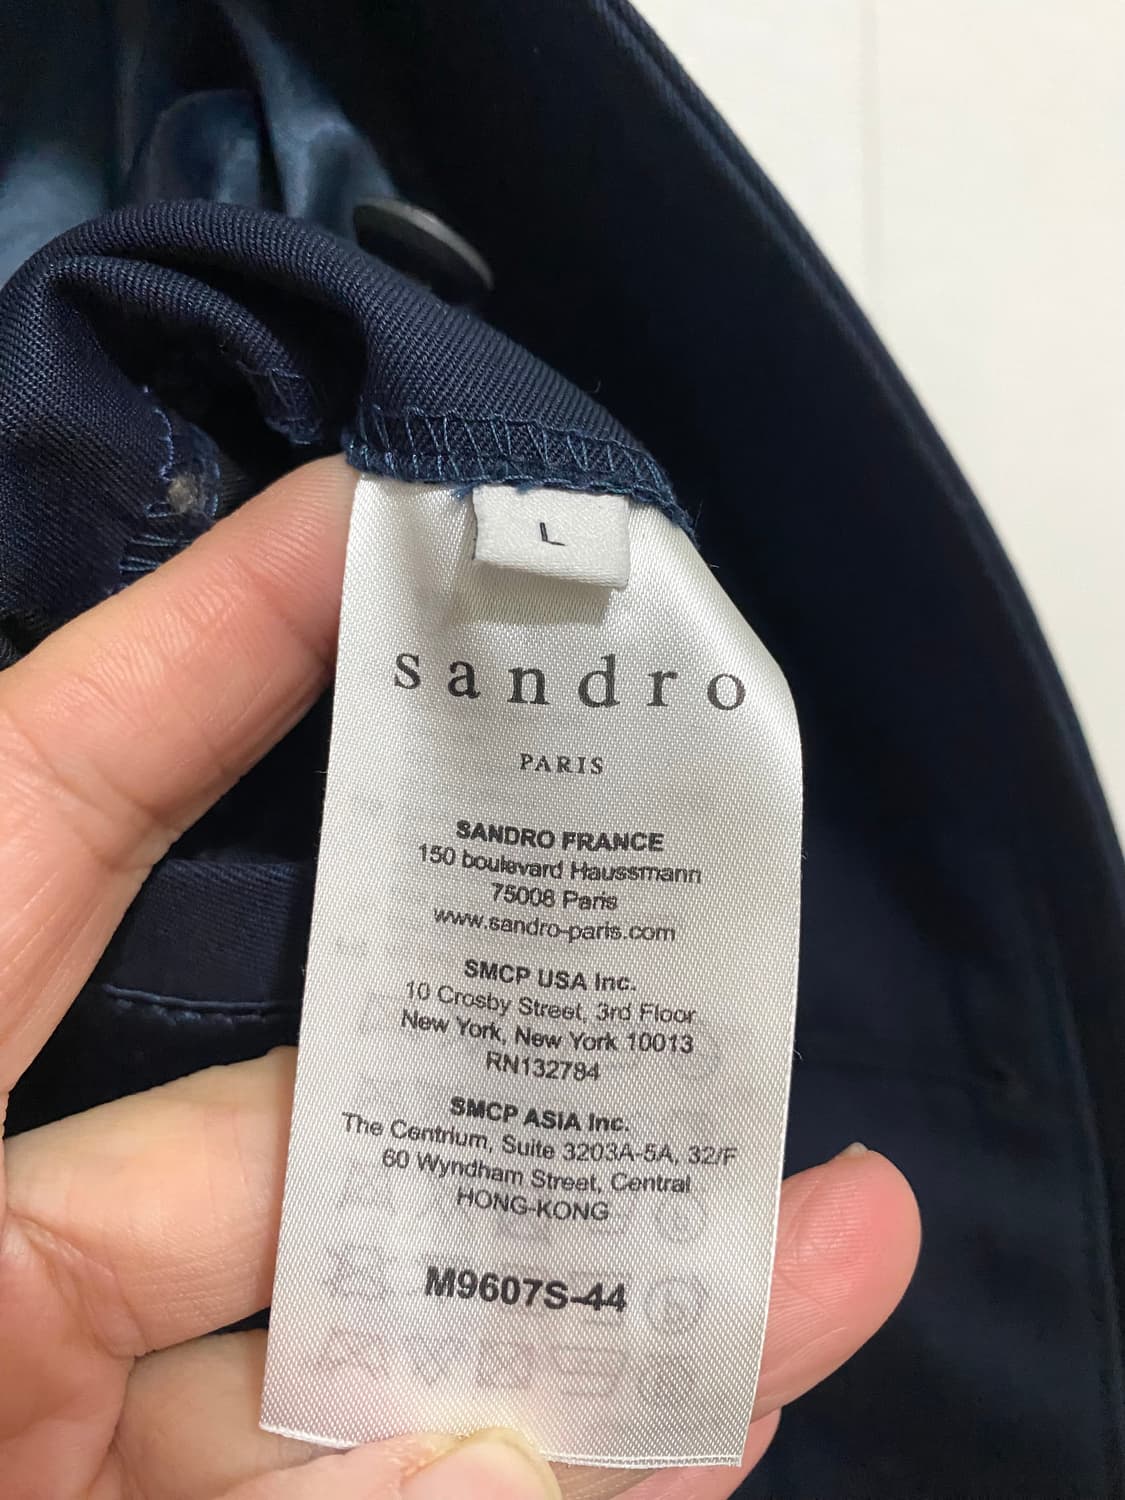 L
sandro
PARIS
SANDRO FRANCE
150 boulevard Haussmann
75008 Paris
www.sandro-paris.com
SMCP USA Inc.
10 Crosby Street, 3rd Floor
New York, New York 10013
RN132784
SMCP ASIA Inc.
The Centrium, Suite 3203A-5A, 32/F
60 Wyndham Street, Central
HONG-KONG
M9607S-44